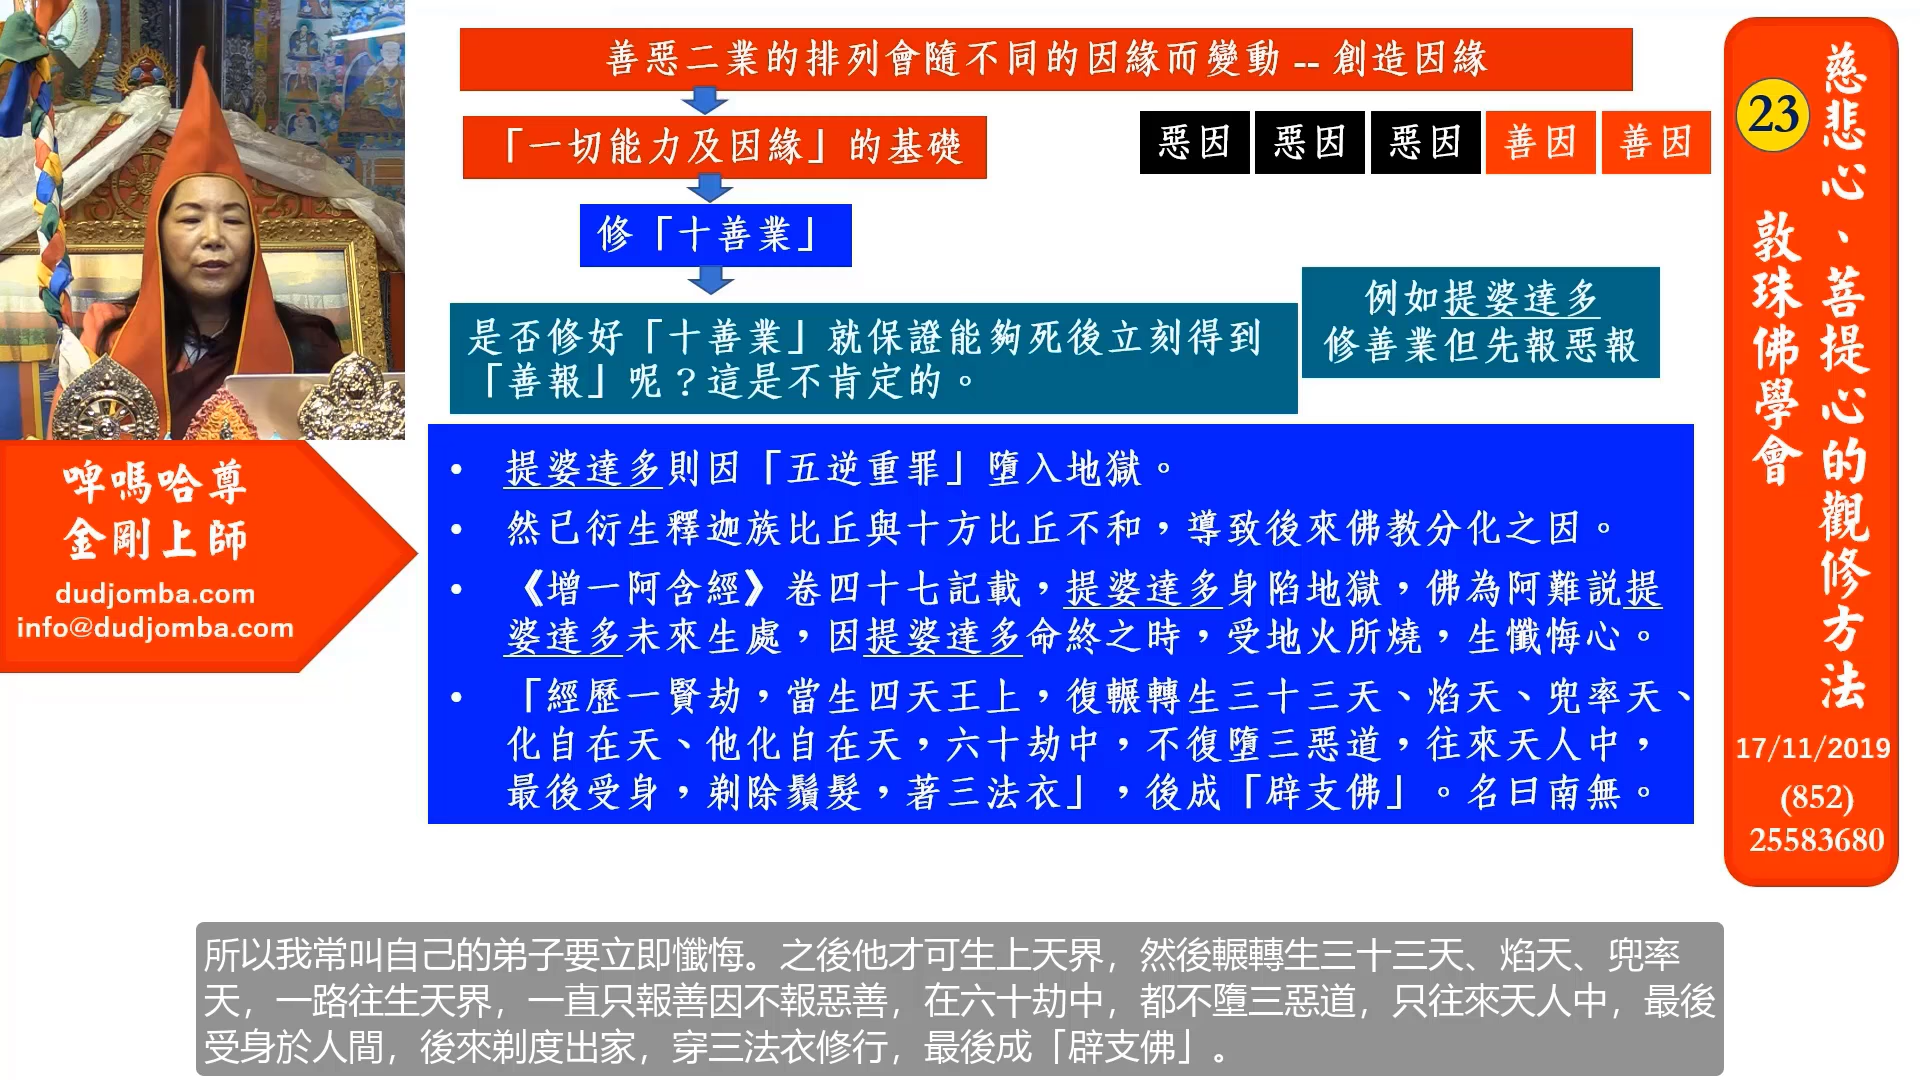 善惡二業的排列會隨不同的因緣而變動 -- 創造因緣
「一切能力及因緣」的基礎
惡因 惡因 惡因 善因 善因
修「十善業」
是否修好「十善業」就保證能夠死後立刻得到
「善報」呢？這是不肯定的。
例如提婆達多
修善業但先報惡報
• 提婆達多則因「五逆重罪」墮入地獄。
• 然已衍生釋迦族比丘與十方比丘不和，導致後來佛教分化之因。
• 《增一阿含經》卷四十七記載，提婆達多身陷地獄，佛為阿難説提
婆達多未來生處，因提婆達多命終之時，受地火所燒，生懺悔心。
• 「經歷一賢劫，當生四天王上，復輾轉生三十三天、焰天、兜率天、
化自在天、他化自在天，六十劫中，不復墮三惡道，往來天人中，
最後受身，剃除鬚髮，著三法衣」，後成「辟支佛」。名曰南無。
啤嗎哈尊
金剛上師
dudjomba.com
info@dudjomba.com
23
慈悲心、菩提心的觀修方法
敦珠佛學會
17/11/2019
(852)
25583680
所以我常叫自己的弟子要立即懺悔。之後他才可生上天界，然後輾轉生三十三天、焰天、兜率
天，一路往生天界，一直只報善因不報惡善，在六十劫中，都不墮三惡道，只往來天人中，最後
受身於人間，後來剃度出家，穿三法衣修行，最後成「辟支佛」。